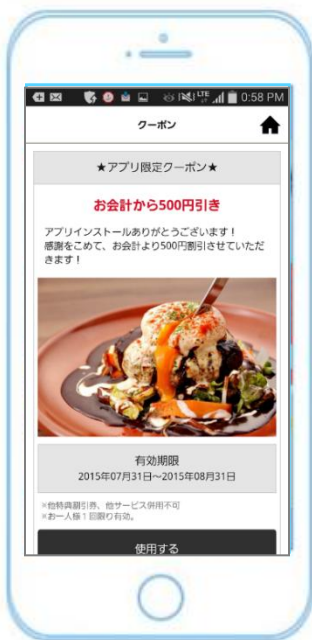 LTE 0:58 PM
クーポン
★アプリ限定クーポン★
お会計から500円引き
アプリインストールありがとうございます！
感謝をこめて、お会計より500円割引させていただ
きます！
有効期限
2015年07月31日～2015年08月31日
※他特典割引券、他サービス併用不可
※お一人様１回限り有効。
使用する